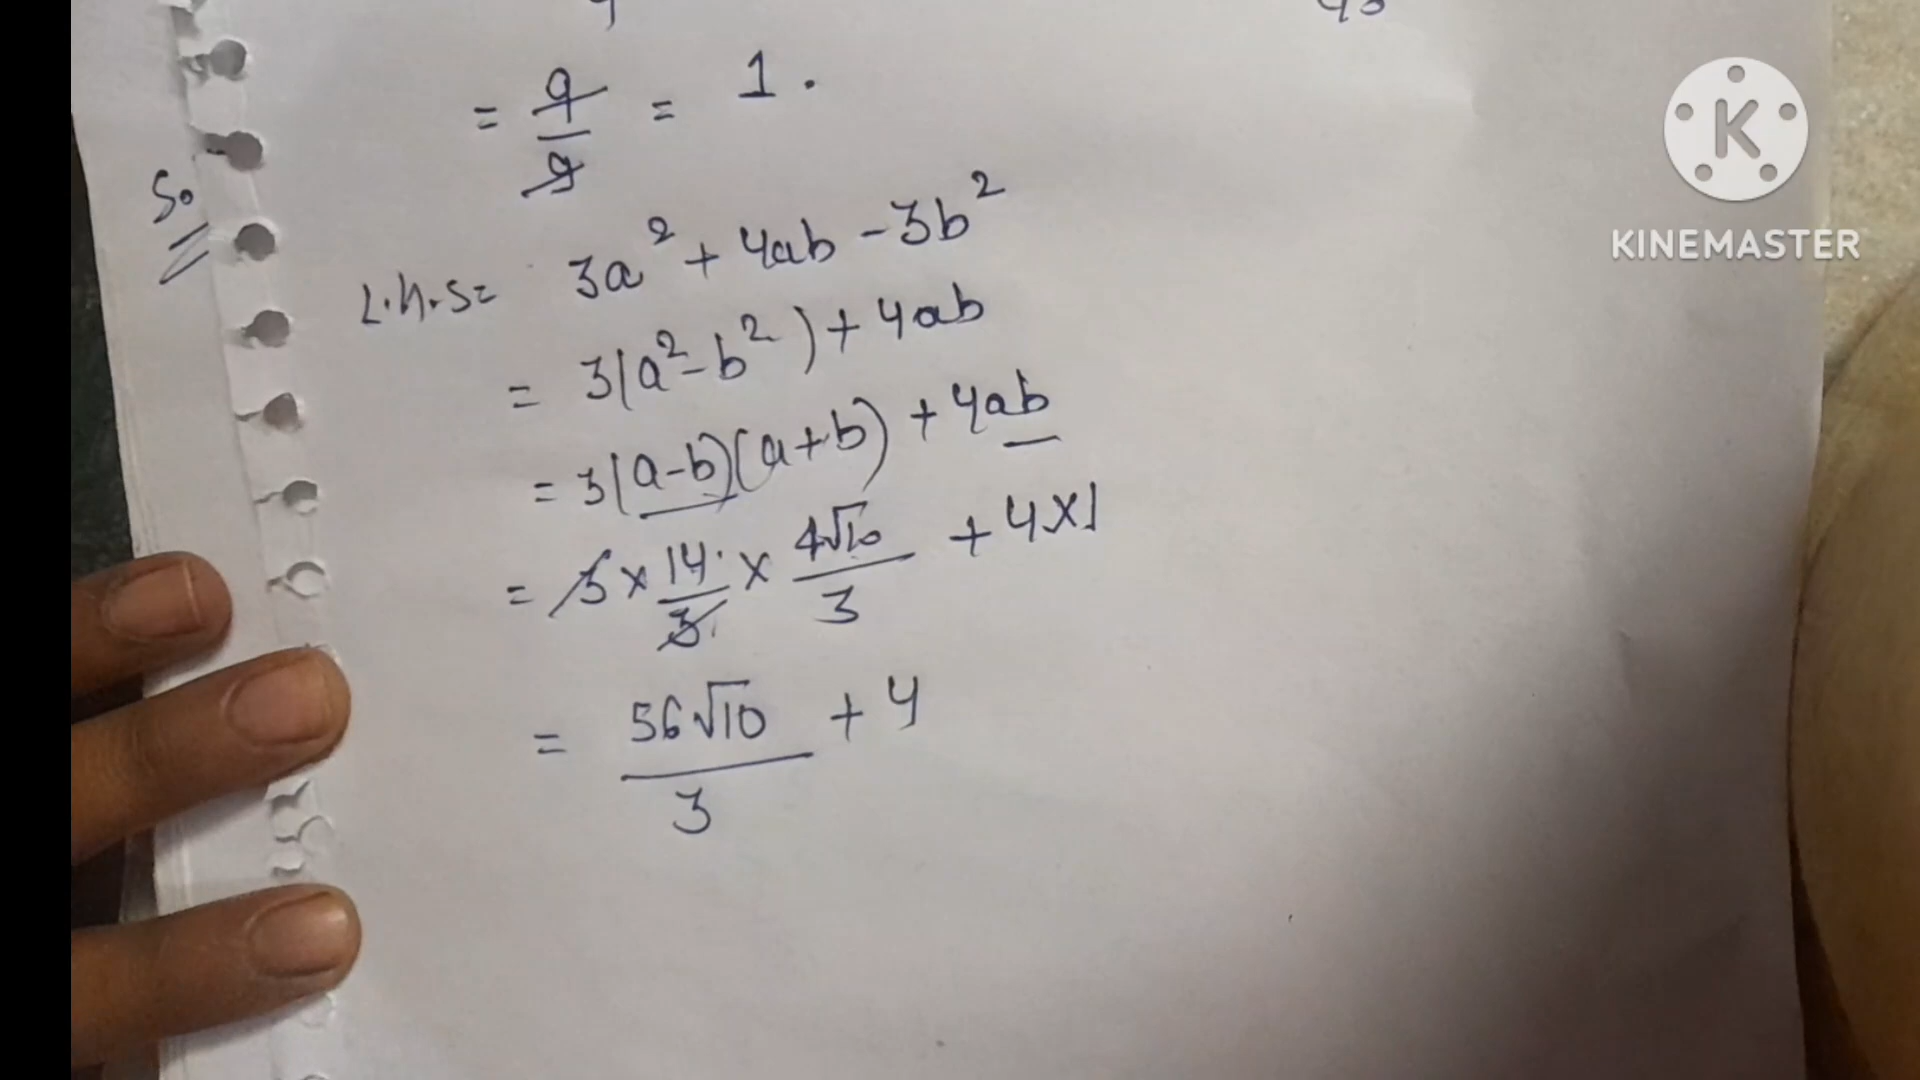 = 9/9 = 1.
So
L.H.S= 3a² + 4ab - 3b²
= 3(a² - b²) + 4ab
= 3(a-b)(a+b) + 4ab
= 3 × 14/3 × 4√10/3 + 4×1
= 56√10/3 + 4
K
KINEMASTER